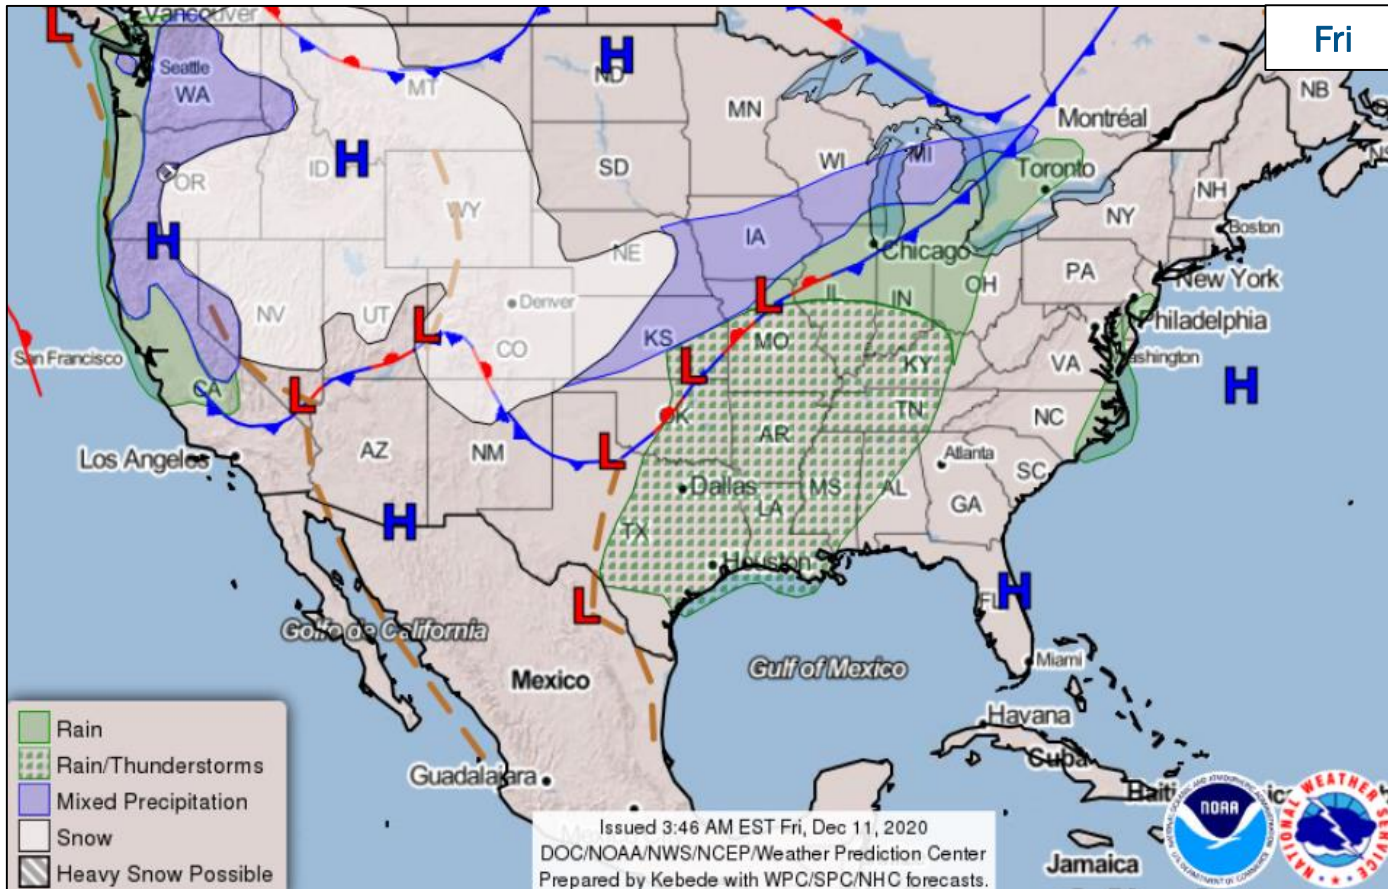 Fri
Vancouver
Seattle
WA
MT
ND
MN
Montréal
NB
OR
ID
SD
WI
MI
Toronto
NH
WY
NY
Boston
IA
NE
Chicago
PA
New York
NV
UT
Denver
IL
IN
OH
Philadelphia
San Francisco
CO
KS
MO
KY
VA
CA
OK
TN
NC
Los Angeles
AZ
NM
AR
Atlanta
SC
Dallas
MS
AL
GA
LA
TX
Houston
FL
Golfo de California
Gulf of Mexico
Miami
Mexico
Havana
Cuba
Guadalajara
Jamaica
H
H
H
H
H
H
L
L
L
L
L
L
L
Rain
Rain/Thunderstorms
Mixed Precipitation
Snow
Heavy Snow Possible
Issued 3:46 AM EST Fri, Dec 11, 2020
DOC/NOAA/NWS/NCEP/Weather Prediction Center
Prepared by Kebede with WPC/SPC/NHC forecasts.
NOAA
NATIONAL WEATHER SERVICE